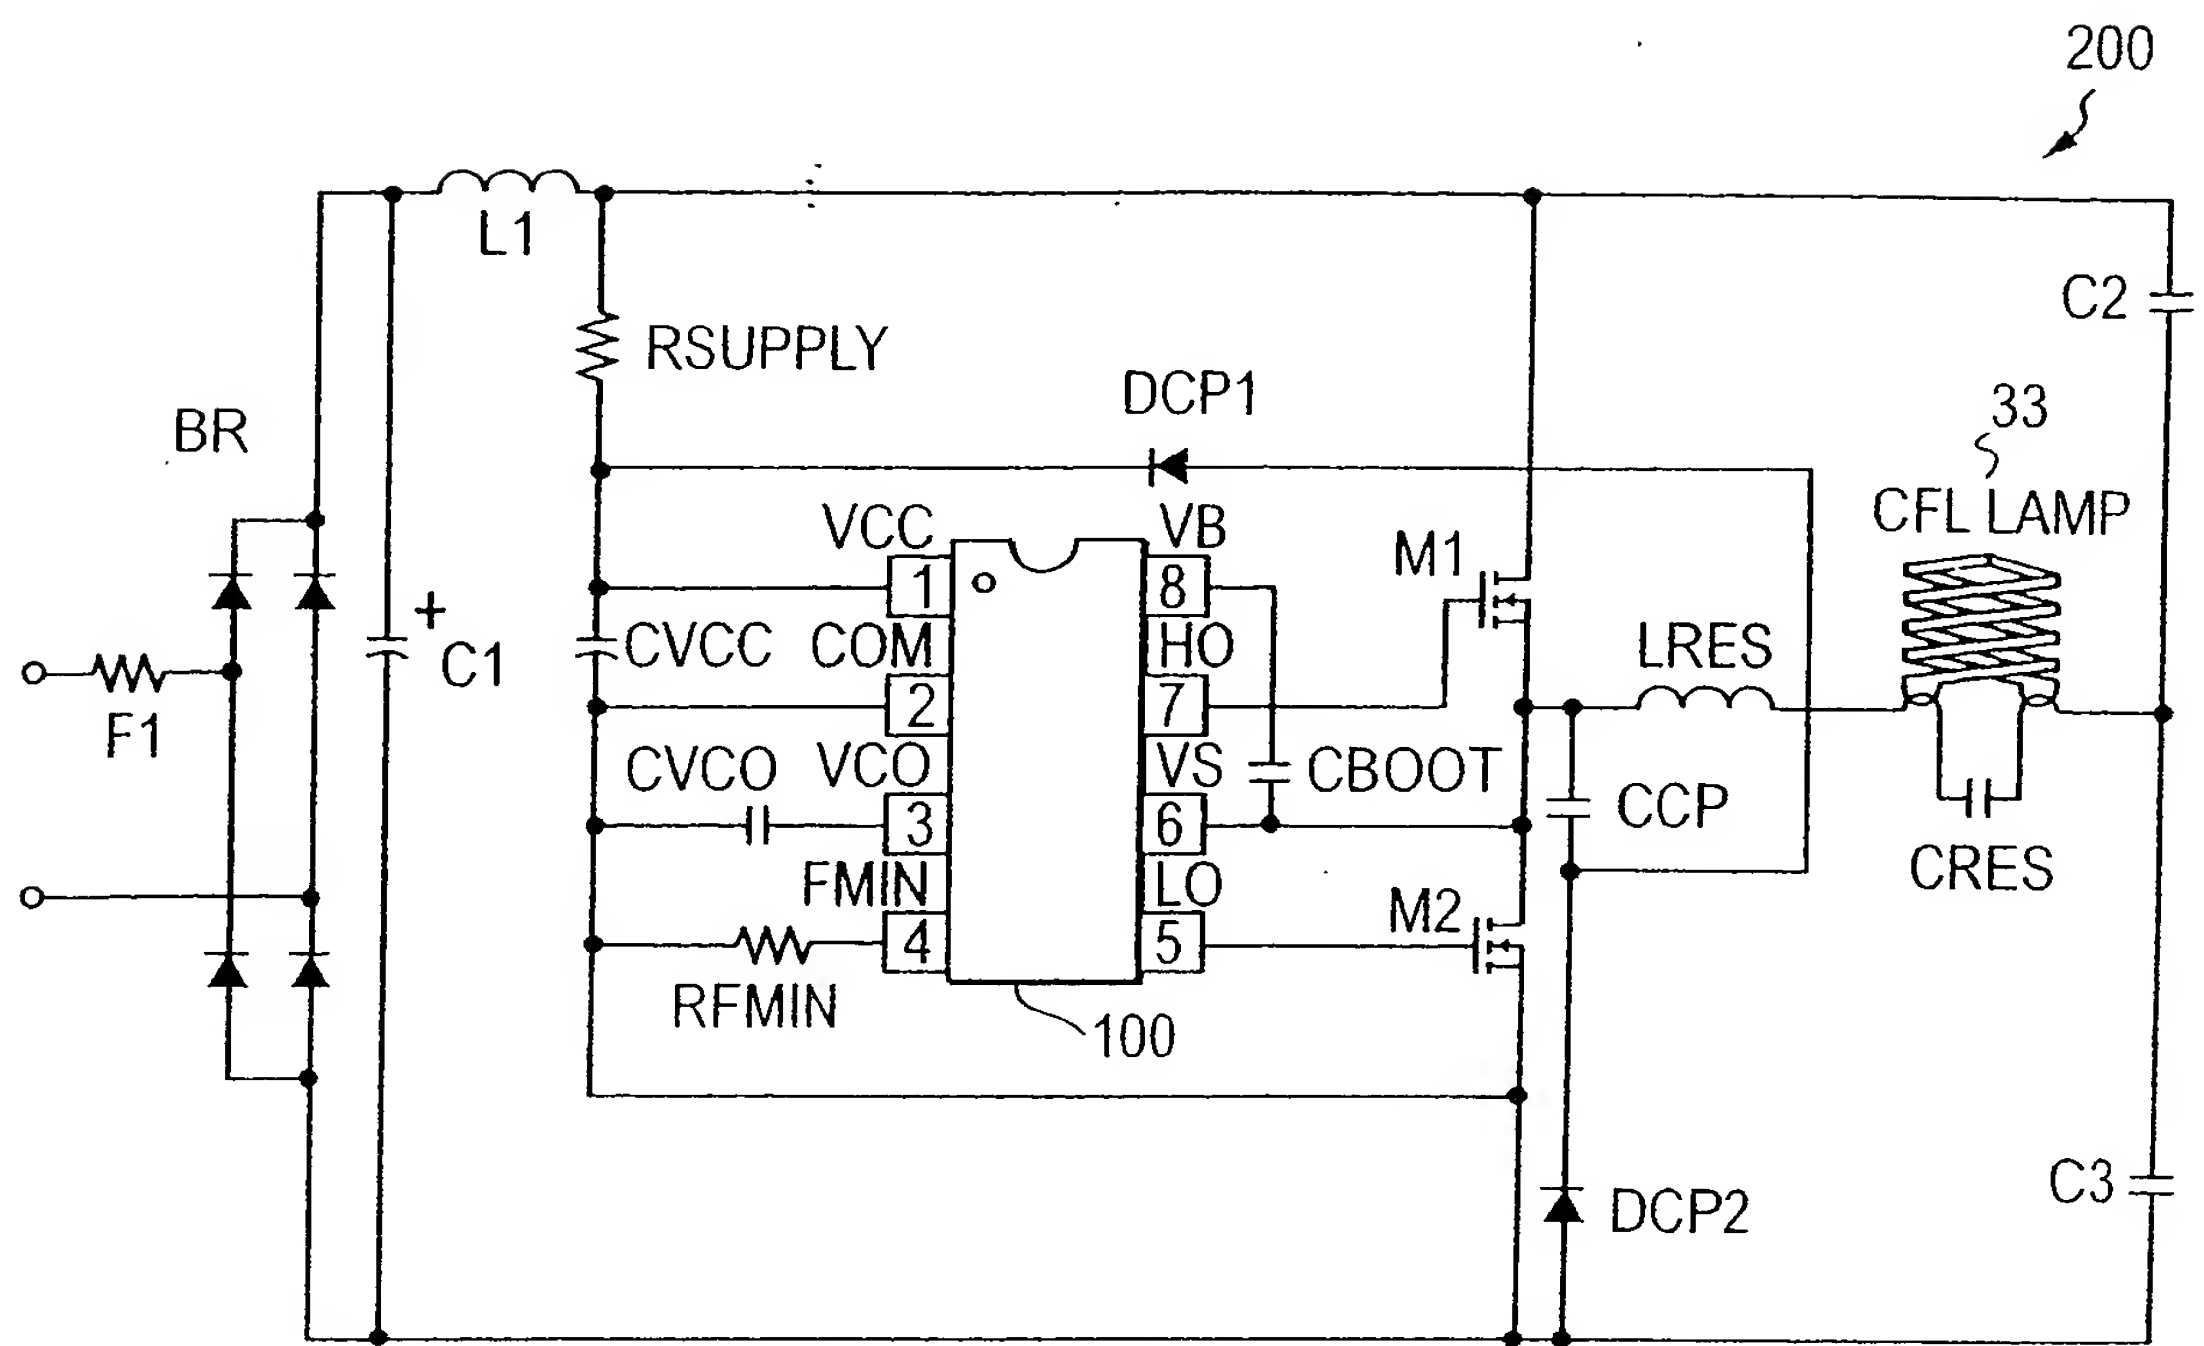 200
L1
C2
RSUPPLY
DCP1
33
BR
CFL LAMP
VCC
VB
M1
1
8
+
C1
CVCC
COM
HO
LRES
2
7
F1
CVCO
VCO
VS
CBOOT
CCP
3
6
CRES
FMIN
LO
M2
4
5
RFMIN
100
C3
DCP2